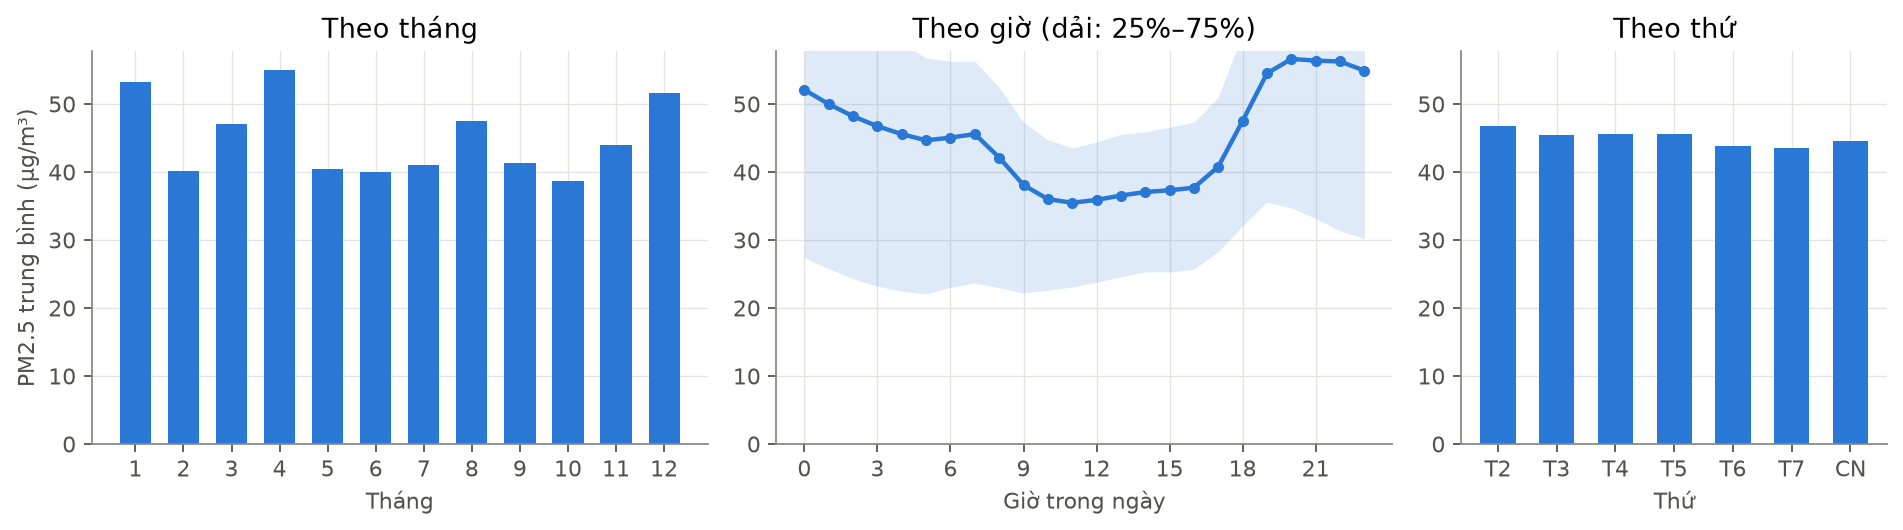 Theo tháng
PM2.5 trung bình (µg/m³)
50
40
30
20
10
0
1 2 3 4 5 6 7 8 9 10 11 12
Tháng
Theo giờ (dải: 25%–75%)
50
40
30
20
10
0
0 3 6 9 12 15 18 21
Giờ trong ngày
Theo thứ
50
40
30
20
10
0
T2 T3 T4 T5 T6 T7 CN
Thứ